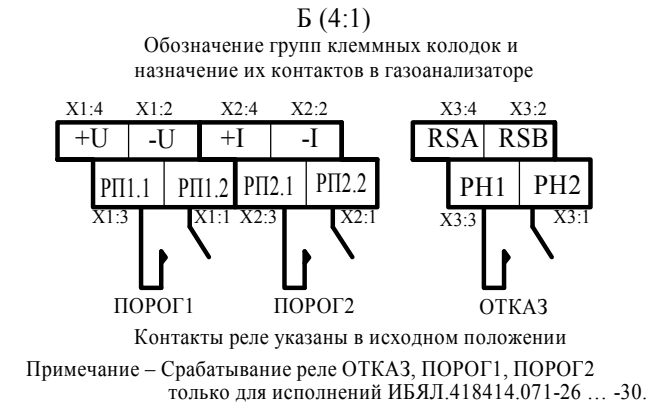 Б (4:1)
Обозначение групп клеммных колодок и
назначение их контактов в газоанализаторе
X1:4 X1:2 X2:4 X2:2 X3:4 X3:2
+U -U +I -I RSA RSB
РП1.1 РП1.2 РП2.1 РП2.2 РН1 РН2
X1:3 X1:1 X2:3 X2:1 X3:3 X3:1
ПОРОГ1 ПОРОГ2 ОТКАЗ
Контакты реле указаны в исходном положении
Примечание – Срабатывание реле ОТКАЗ, ПОРОГ1, ПОРОГ2
только для исполнений ИБЯЛ.418414.071-26 … -30.